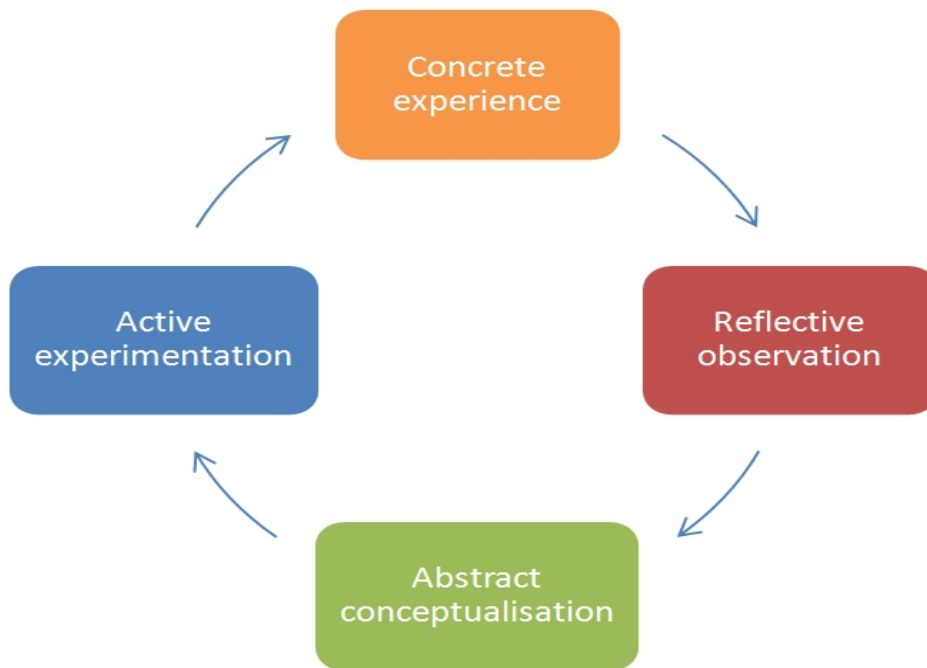 Concrete
experience
Active
experimentation
Reflective
observation
Abstract
conceptualisation